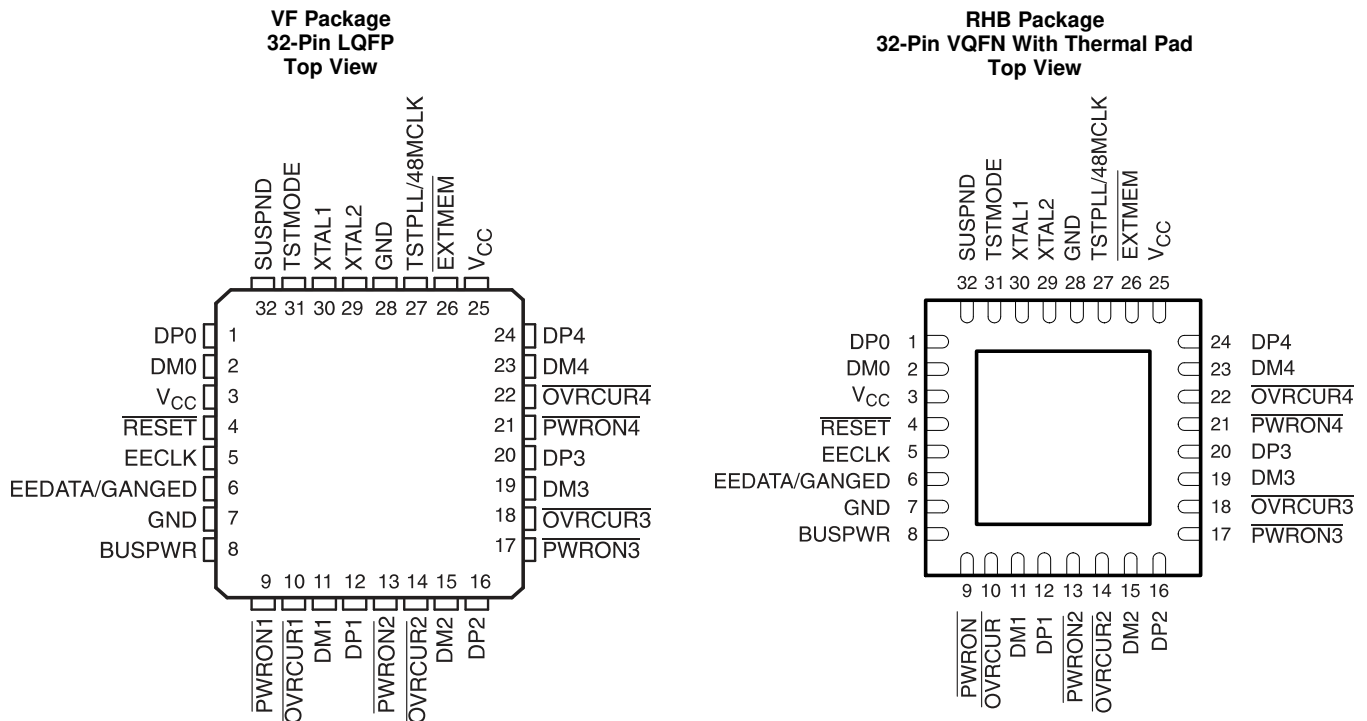 VF Package
32-Pin LQFP
Top View
SUSPND
TSTMODE
XTAL1
XTAL2
GND
TSTPLL/48MCLK
EXTMEM
VCC
32 31 30 29 28 27 26 25
DP0 1
DM0 2
VCC 3
RESET 4
EECLK 5
EEDATA/GANGED 6
GND 7
BUSPWR 8
24 DP4
23 DM4
22 OVRCUR4
21 PWRON4
20 DP3
19 DM3
18 OVRCUR3
17 PWRON3
9 10 11 12 13 14 15 16
PWRON1
OVRCUR1
DM1
DP1
PWRON2
OVRCUR2
DM2
DP2
RHB Package
32-Pin VQFN With Thermal Pad
Top View
SUSPND
TSTMODE
XTAL1
XTAL2
GND
TSTPLL/48MCLK
EXTMEM
VCC
32 31 30 29 28 27 26 25
DP0 1
DM0 2
VCC 3
RESET 4
EECLK 5
EEDATA/GANGED 6
GND 7
BUSPWR 8
24 DP4
23 DM4
22 OVRCUR4
21 PWRON4
20 DP3
19 DM3
18 OVRCUR3
17 PWRON3
9 10 11 12 13 14 15 16
PWRON
OVRCUR
DM1
DP1
PWRON2
OVRCUR2
DM2
DP2